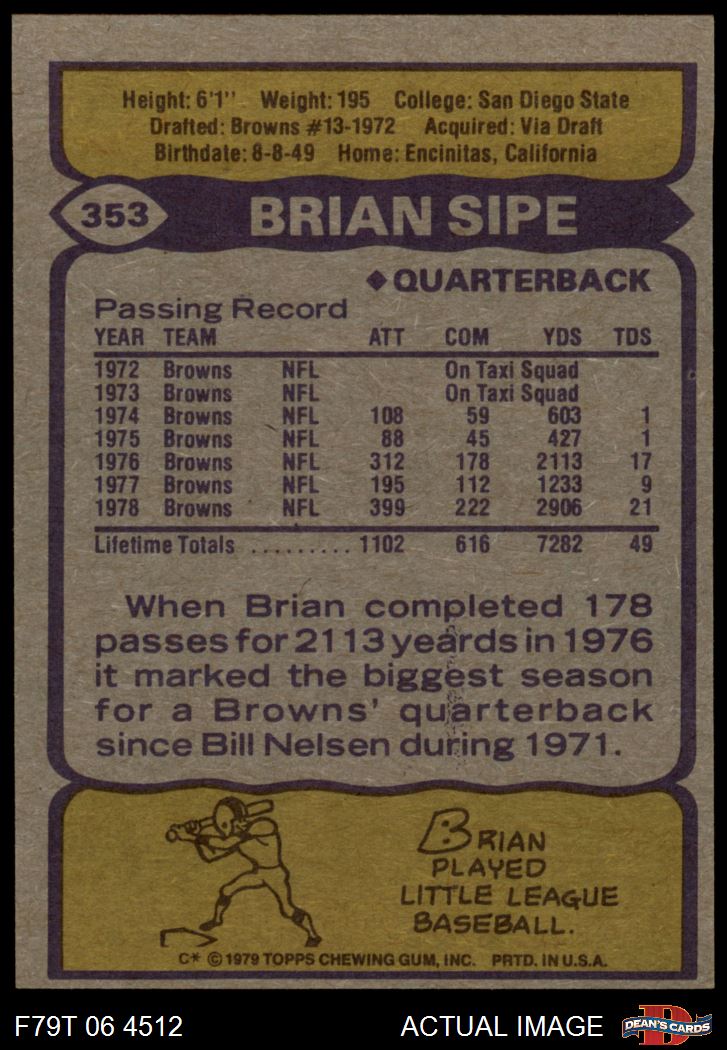 Height: 6'1" Weight: 195 College: San Diego State
Drafted: Browns #13-1972 Acquired: Via Draft
Birthdate: 8-8-49 Home: Encinitas, California
353 BRIAN SIPE
◆ QUARTERBACK
Passing Record
YEAR TEAM ATT COM YDS TDS
1972 Browns NFL On Taxi Squad
1973 Browns NFL On Taxi Squad
1974 Browns NFL 108 59 603 1
1975 Browns NFL 88 45 427 1
1976 Browns NFL 312 178 2113 17
1977 Browns NFL 195 112 1233 9
1978 Browns NFL 399 222 2906 21
Lifetime Totals .......... 1102 616 7282 49
When Brian completed 178
passes for 2113 yeards in 1976
it marked the biggest season
for a Browns' quarterback
since Bill Nelsen during 1971.
BRIAN
PLAYED
LITTLE LEAGUE
BASEBALL.
C* © 1979 TOPPS CHEWING GUM, INC. PRTD. IN U.S.A.
F79T 06 4512 ACTUAL IMAGE D DEAN'S CARDS